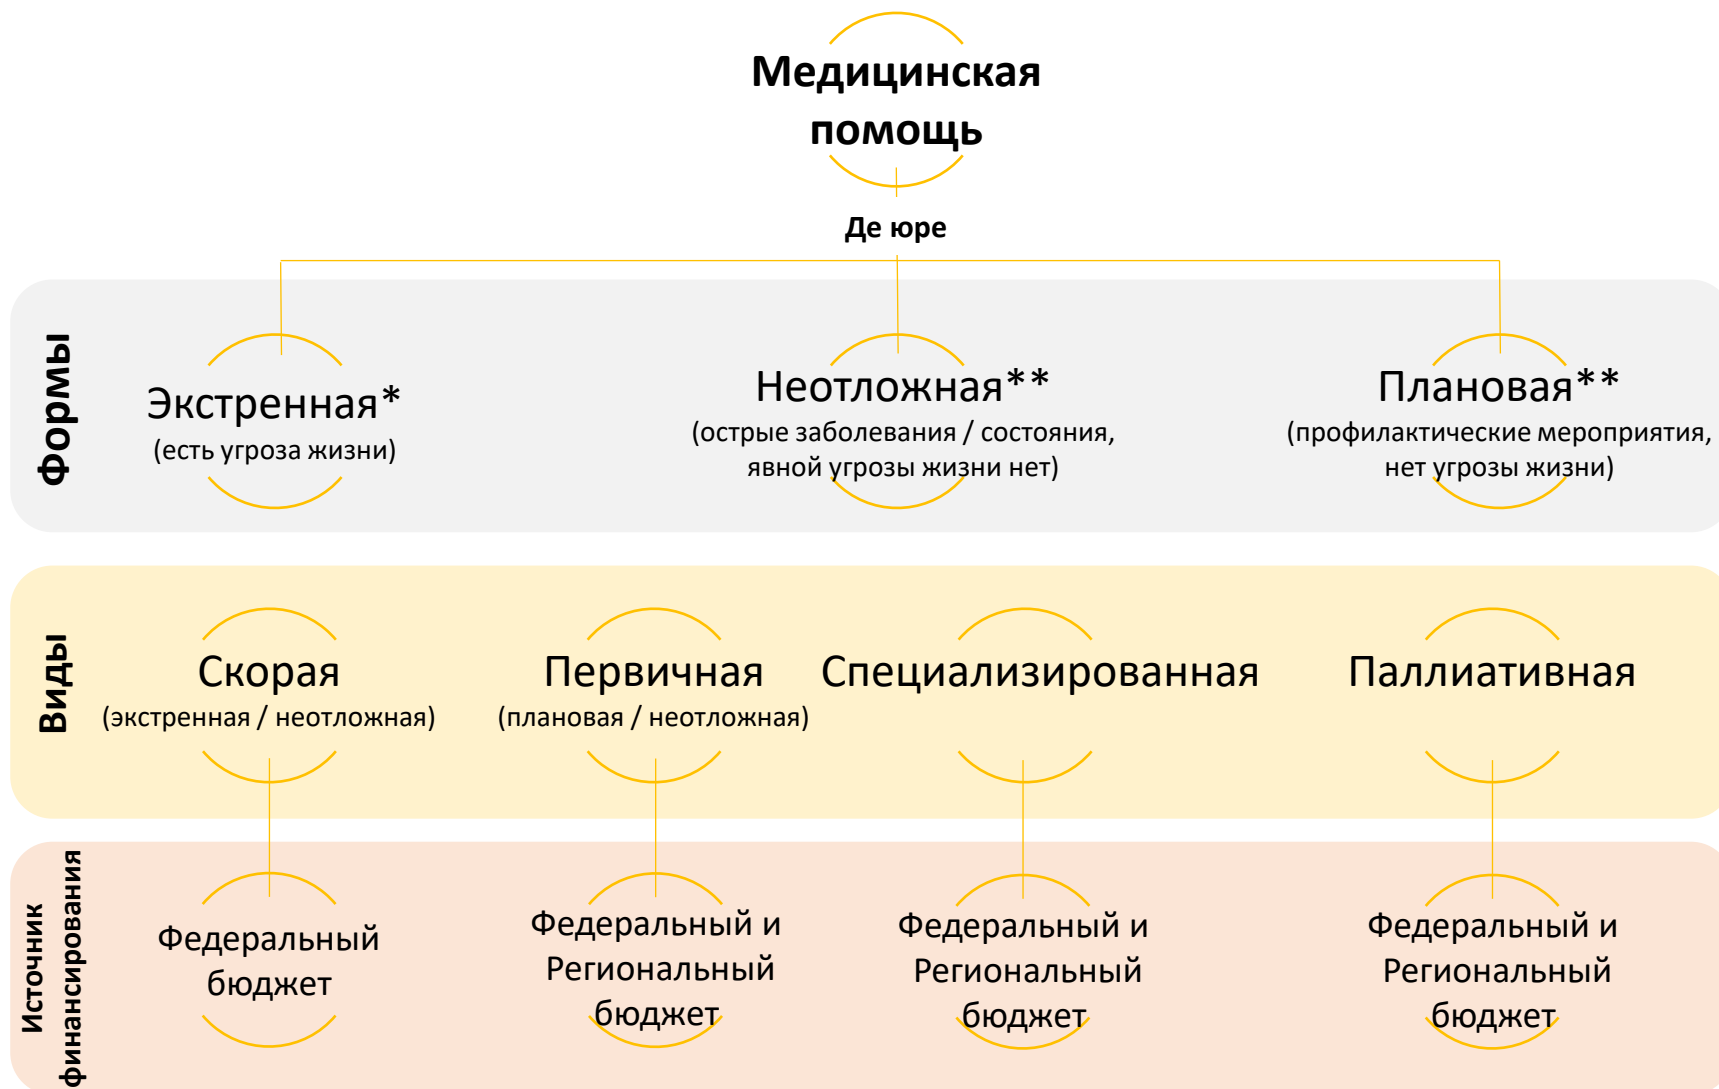 Медицинская
помощь
Де юре
Формы
Экстренная*
(есть угроза жизни)
Неотложная**
(острые заболевания / состояния,
явной угрозы жизни нет)
Плановая**
(профилактические мероприятия,
нет угрозы жизни)
Виды
Скорая
(экстренная / неотложная)
Первичная
(плановая / неотложная)
Специализированная
Паллиативная
Источник
финансирования
Федеральный
бюджет
Федеральный и
Региональный
бюджет
Федеральный и
Региональный
бюджет
Федеральный и
Региональный
бюджет